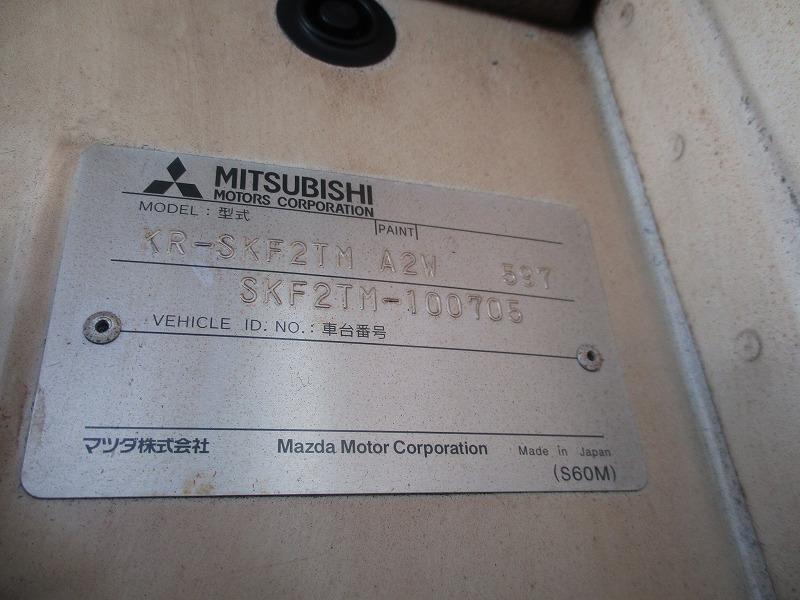 MITSUBISHI
MOTORS CORPORATION
MODEL : 型式
PAINT
KR-SKF2TM A2W 597
SKF2TM-100705
VEHICLE ID. NO. : 車台番号
マツダ株式会社 Mazda Motor Corporation Made in Japan
(S60M)